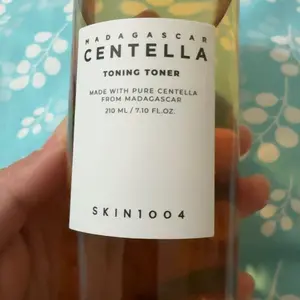 MADAGASCAR
CENTELLA
TONING TONER
MADE WITH PURE CENTELLA
FROM MADAGASCAR
210 ML / 7.10 FL.OZ.
SKIN1004